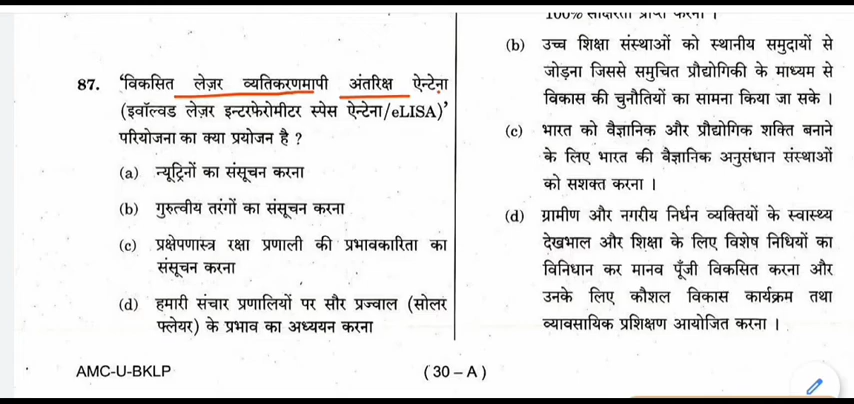 87. 'विकसित लेज़र व्यतिकरणमापी अंतरिक्ष ऐन्टेना
(इवॉल्वड लेज़र इन्टरफेरोमीटर स्पेस ऐन्टेना/eLISA)'
परियोजना का क्या प्रयोजन है ?
(a) न्यूट्रिनों का संसूचन करना
(b) गुरुत्वीय तरंगों का संसूचन करना
(c) प्रक्षेपणास्त्र रक्षा प्रणाली की प्रभावकारिता का
संसूचन करना
(d) हमारी संचार प्रणालियों पर सौर प्रज्वाल (सोलर
फ्लेयर) के प्रभाव का अध्ययन करना
100% साक्षरता प्राप्त करना ।
(b) उच्च शिक्षा संस्थाओं को स्थानीय समुदायों से
जोड़ना जिससे समुचित प्रौद्योगिकी के माध्यम से
विकास की चुनौतियों का सामना किया जा सके ।
(c) भारत को वैज्ञानिक और प्रौद्योगिक शक्ति बनाने
के लिए भारत की वैज्ञानिक अनुसंधान संस्थाओं
को सशक्त करना ।
(d) ग्रामीण और नगरीय निर्धन व्यक्तियों के स्वास्थ्य
देखभाल और शिक्षा के लिए विशेष निधियों का
विनिधान कर मानव पूँजी विकसित करना और
उनके लिए कौशल विकास कार्यक्रम तथा
व्यावसायिक प्रशिक्षण आयोजित करना ।
AMC-U-BKLP
( 30 – A )